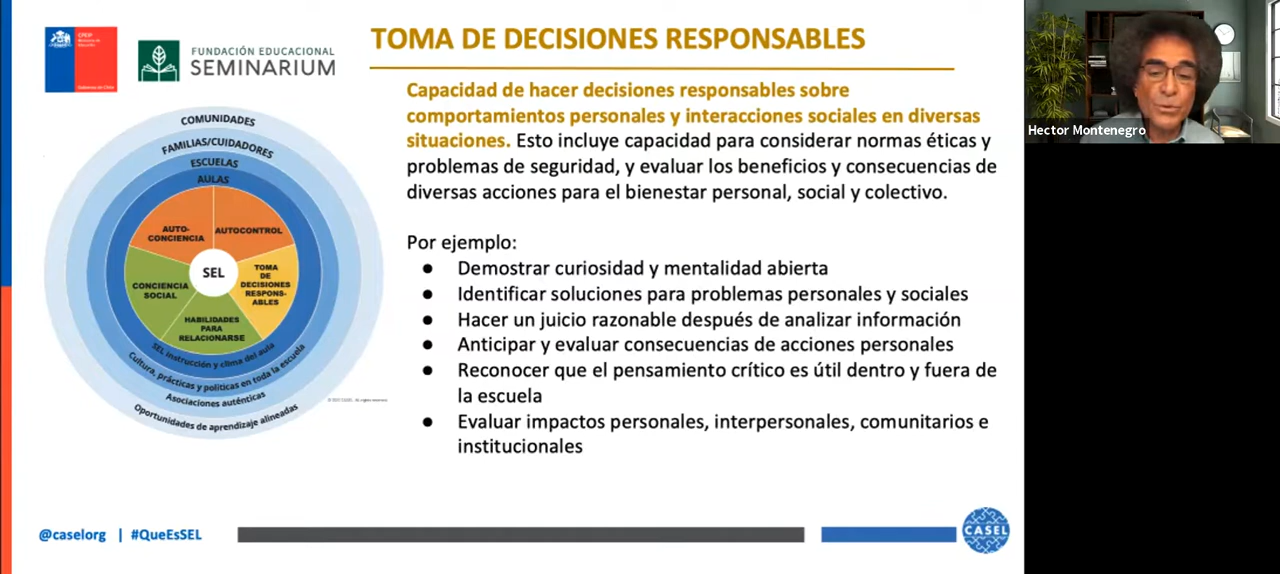 FUNDACIÓN EDUCACIONAL
SEMINARIUM
TOMA DE DECISIONES RESPONSABLES
Capacidad de hacer decisiones responsables sobre
comportamientos personales y interacciones sociales en diversas
situaciones. Esto incluye capacidad para considerar normas éticas y
problemas de seguridad, y evaluar los beneficios y consecuencias de
diversas acciones para el bienestar personal, social y colectivo.
Por ejemplo:
● Demostrar curiosidad y mentalidad abierta
● Identificar soluciones para problemas personales y sociales
● Hacer un juicio razonable después de analizar información
● Anticipar y evaluar consecuencias de acciones personales
● Reconocer que el pensamiento crítico es útil dentro y fuera de
la escuela
● Evaluar impactos personales, interpersonales, comunitarios e
institucionales
COMUNIDADES
FAMILIAS/CUIDADORES
ESCUELAS
AULAS
AUTO-
CONCIENCIA
AUTOCONTROL
SEL
TOMA
DE
DECISIONES
RESPONS-
ABLES
CONCIENCIA
SOCIAL
HABILIDADES
PARA
RELACIONARSE
SEL instrucción y clima del aula
Cultura, prácticas y políticas en toda la escuela
Asociaciones auténticas
Oportunidades de aprendizaje alineadas
@caselorg | #QueEsSEL
CASEL
Hector Montenegro